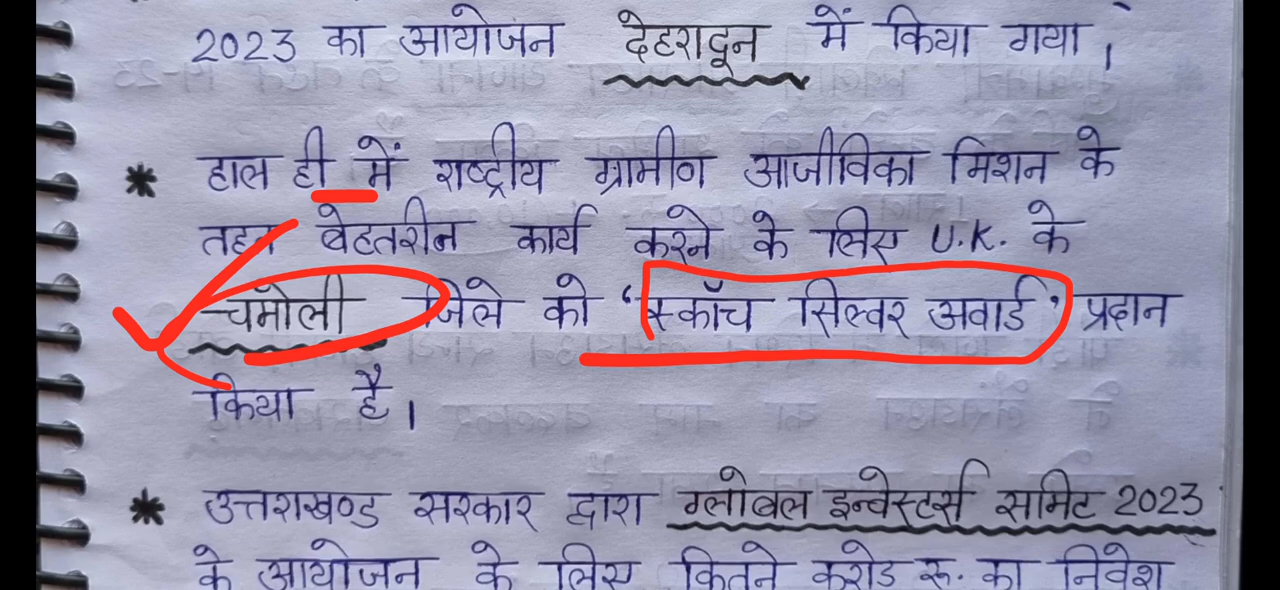 2023 का आयोजन देहरादून में किया गया।
* हाल ही में राष्ट्रीय ग्रामीण आजीविका मिशन के
तहत बेहतरीन कार्य करने के लिए U.K. के
चमोली जिले को 'स्कॉच सिल्वर अवार्ड' प्रदान
किया है।
* उत्तराखण्ड सरकार द्वारा ग्लोबल इन्वेस्टर्स समिट 2023
के आयोजन के लिए कितने करोड रू. का निवेश